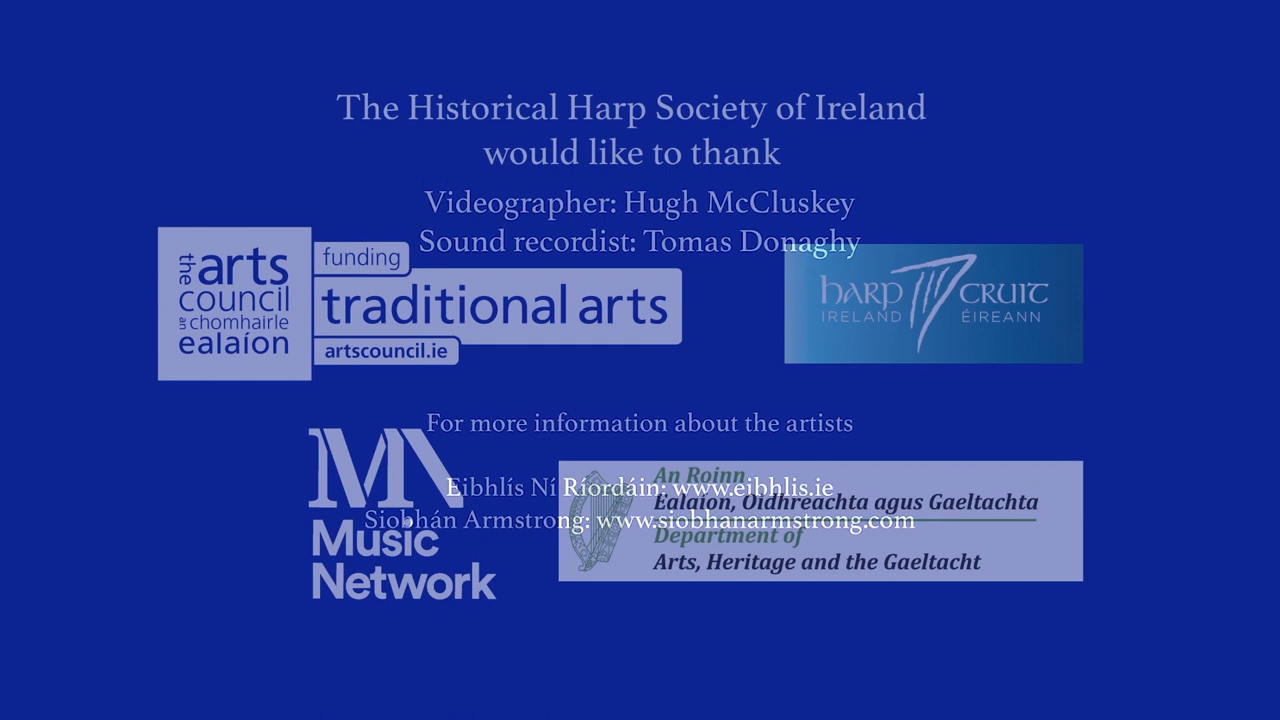 The Historical Harp Society of Ireland
would like to thank
Videographer: Hugh McCluskey
Sound recordist: Tomas Donaghy
the arts
council
an chomhairle
ealaíon
funding
traditional arts
artscouncil.ie
HARP CRUIT
IRELAND ÉIREANN
For more information about the artists
Eibhlís Ní Ríordáin: www.eibhlis.ie
Siobhán Armstrong: www.siobhanarmstrong.com
MN
Music
Network
An Roinn
Ealaíon, Oidhreachta agus Gaeltachta
Department of
Arts, Heritage and the Gaeltacht